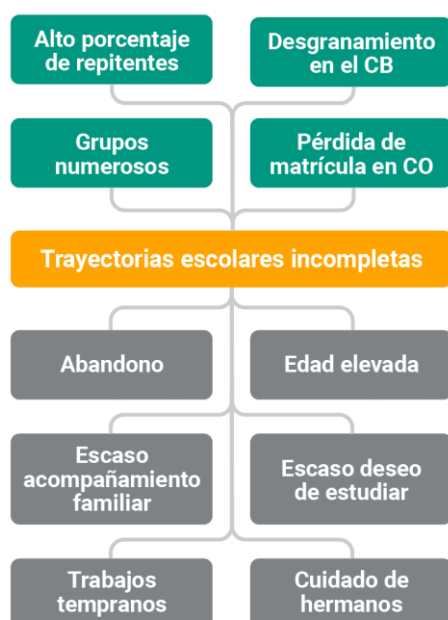 Alto porcentaje
de repitentes
Desgranamiento
en el CB
Grupos
numerosos
Pérdida de
matrícula en CO
Trayectorias escolares incompletas
Abandono
Edad elevada
Escaso
acompañamiento
familiar
Escaso deseo
de estudiar
Trabajos
tempranos
Cuidado de
hermanos